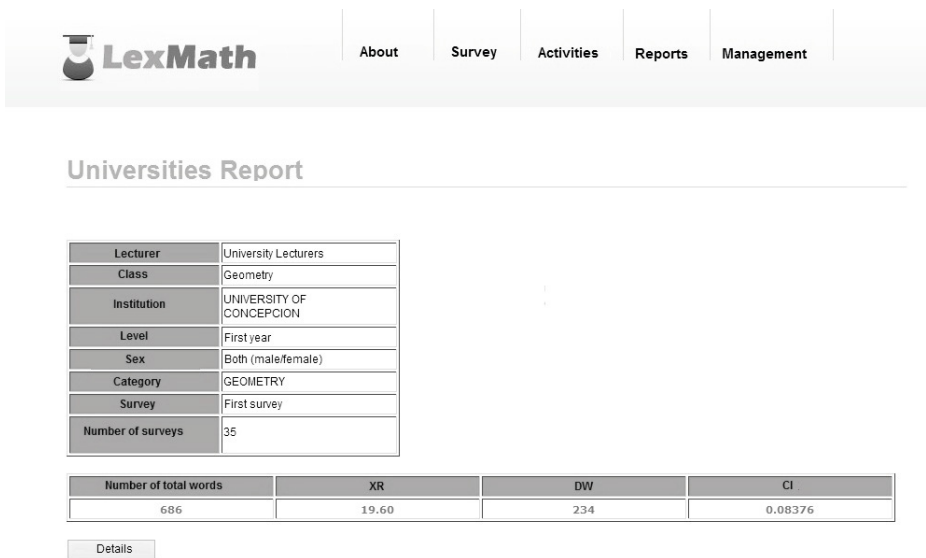 LexMath
About Survey Activities Reports Management
Universities Report
Lecturer University Lecturers
Class Geometry
Institution UNIVERSITY OF
CONCEPCION
Level First year
Sex Both (male/female)
Category GEOMETRY
Survey First survey
Number of surveys 35
Number of total words XR DW CI
686 19.60 234 0.08376
Details